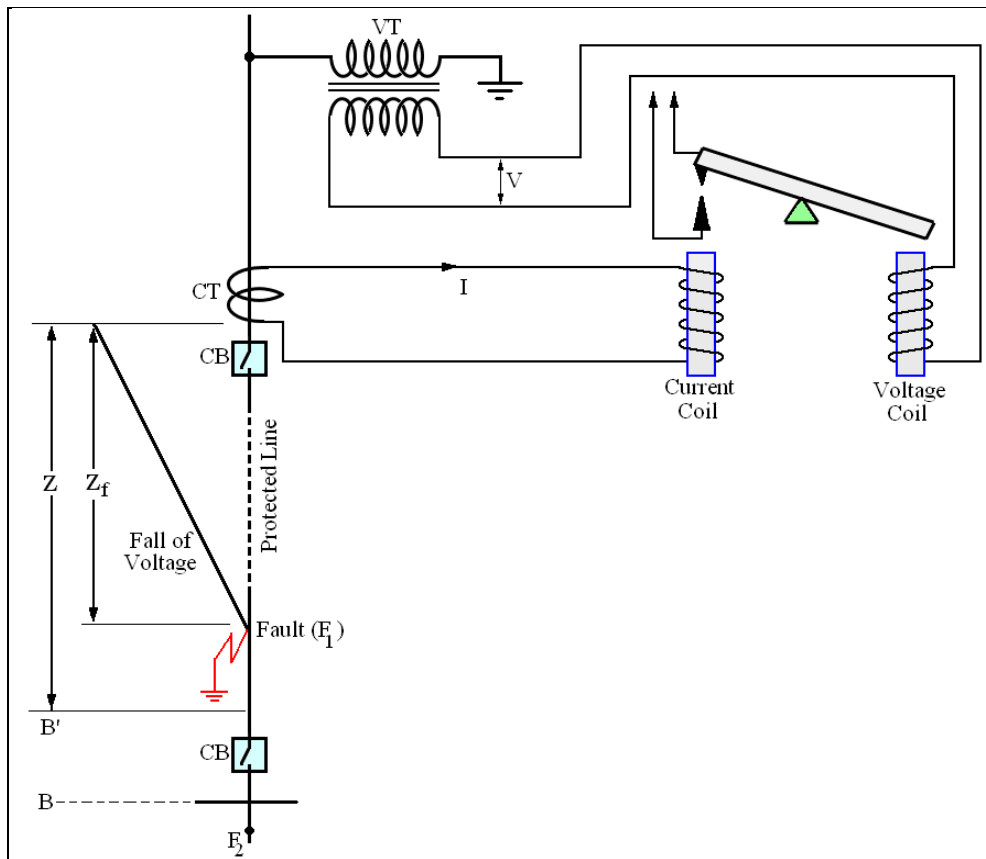 VT
V
CT
I
CB
Current
Coil
Voltage
Coil
Z
Zf
Protected Line
Fall of
Voltage
Fault (F1)
B'
CB
B
F2